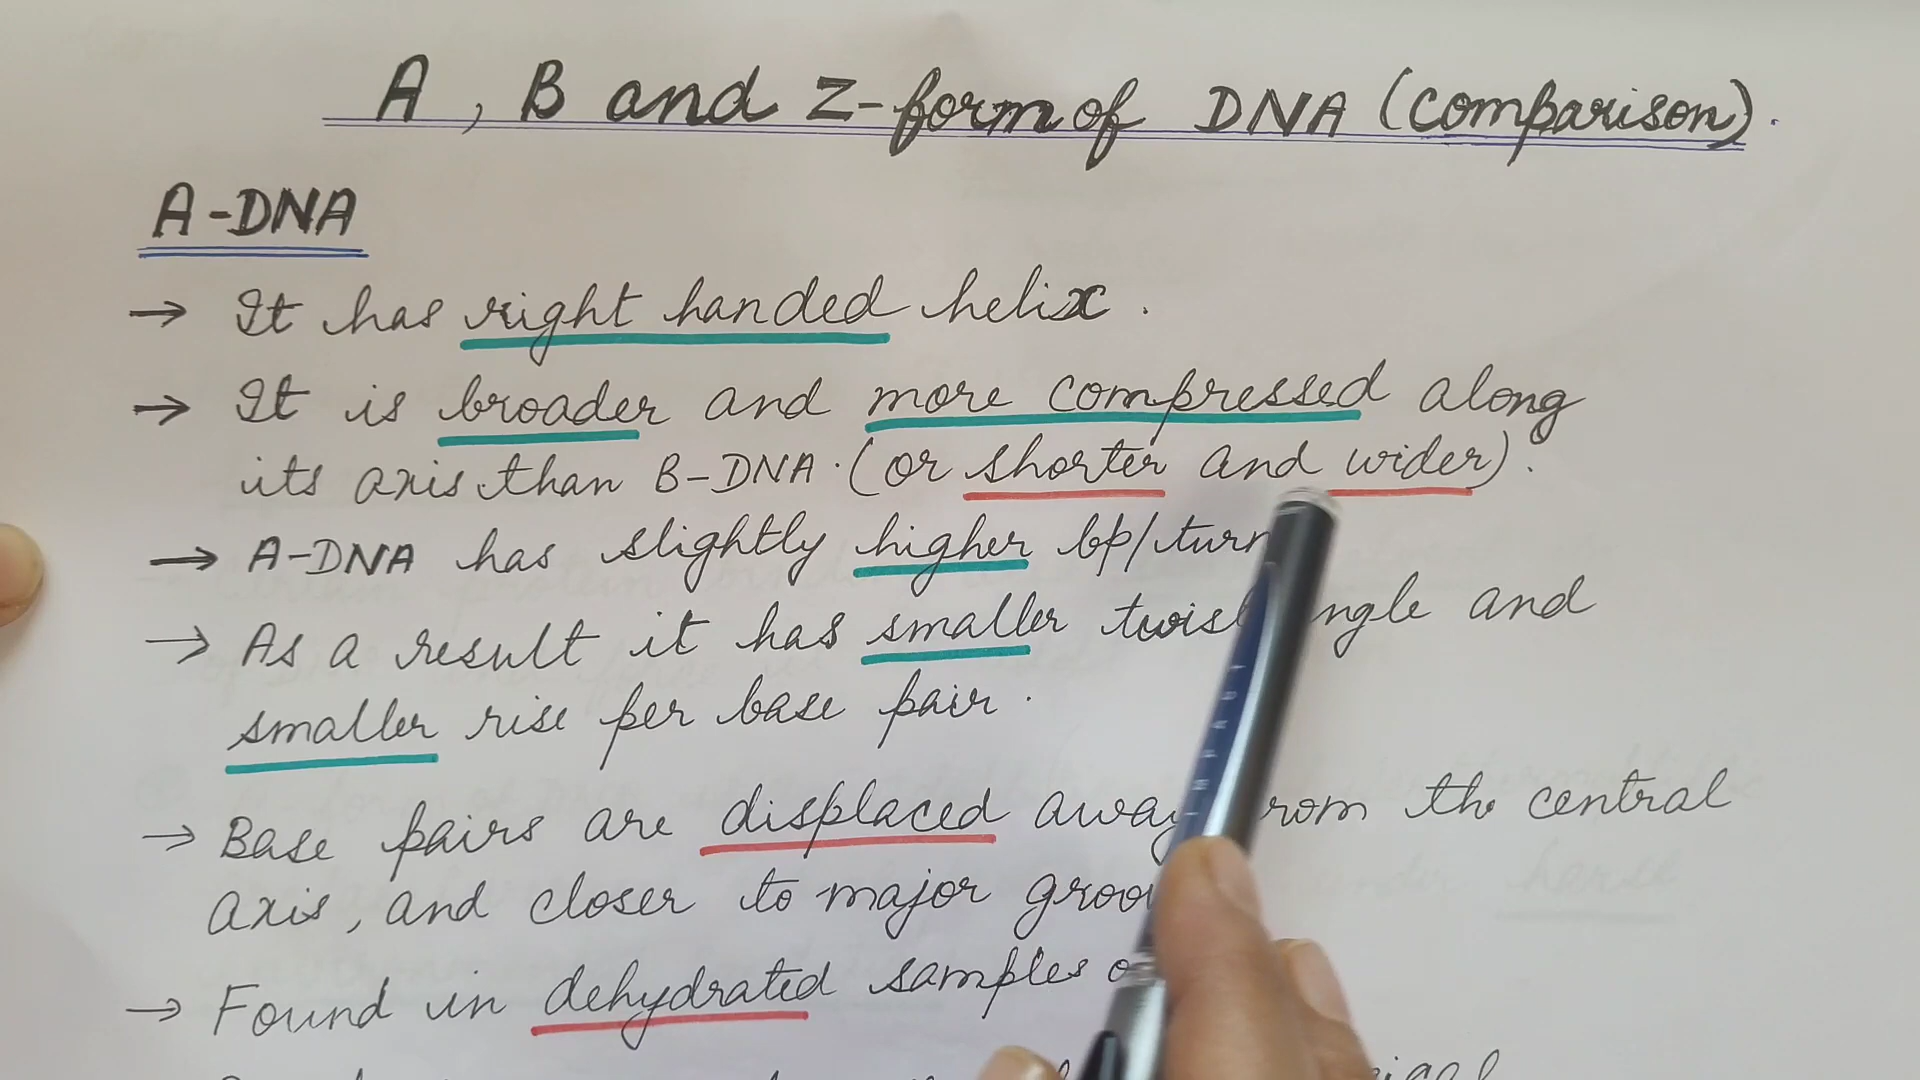 A, B and Z-form of DNA (Comparison).
A-DNA
→ It has right handed helix.
→ It is broader and more compressed along
its axis than B-DNA. (or shorter and wider).
→ A-DNA has slightly higher bp/turn
→ As a result it has smaller twist and
smaller rise per base pair.
→ Base pairs are displaced away from the central
axis, and closer to major
→ Found in dehydrated samples